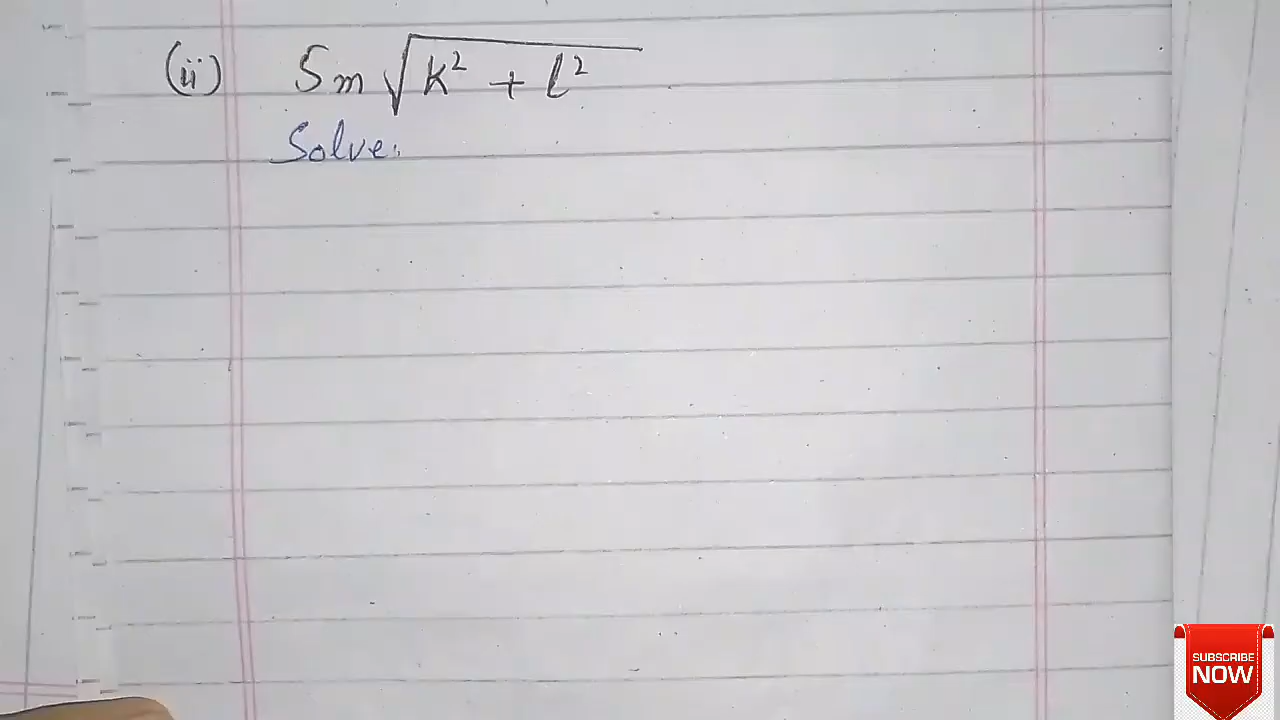 (ii) 5m √k² + l²
Solve:
SUBSCRIBE
NOW